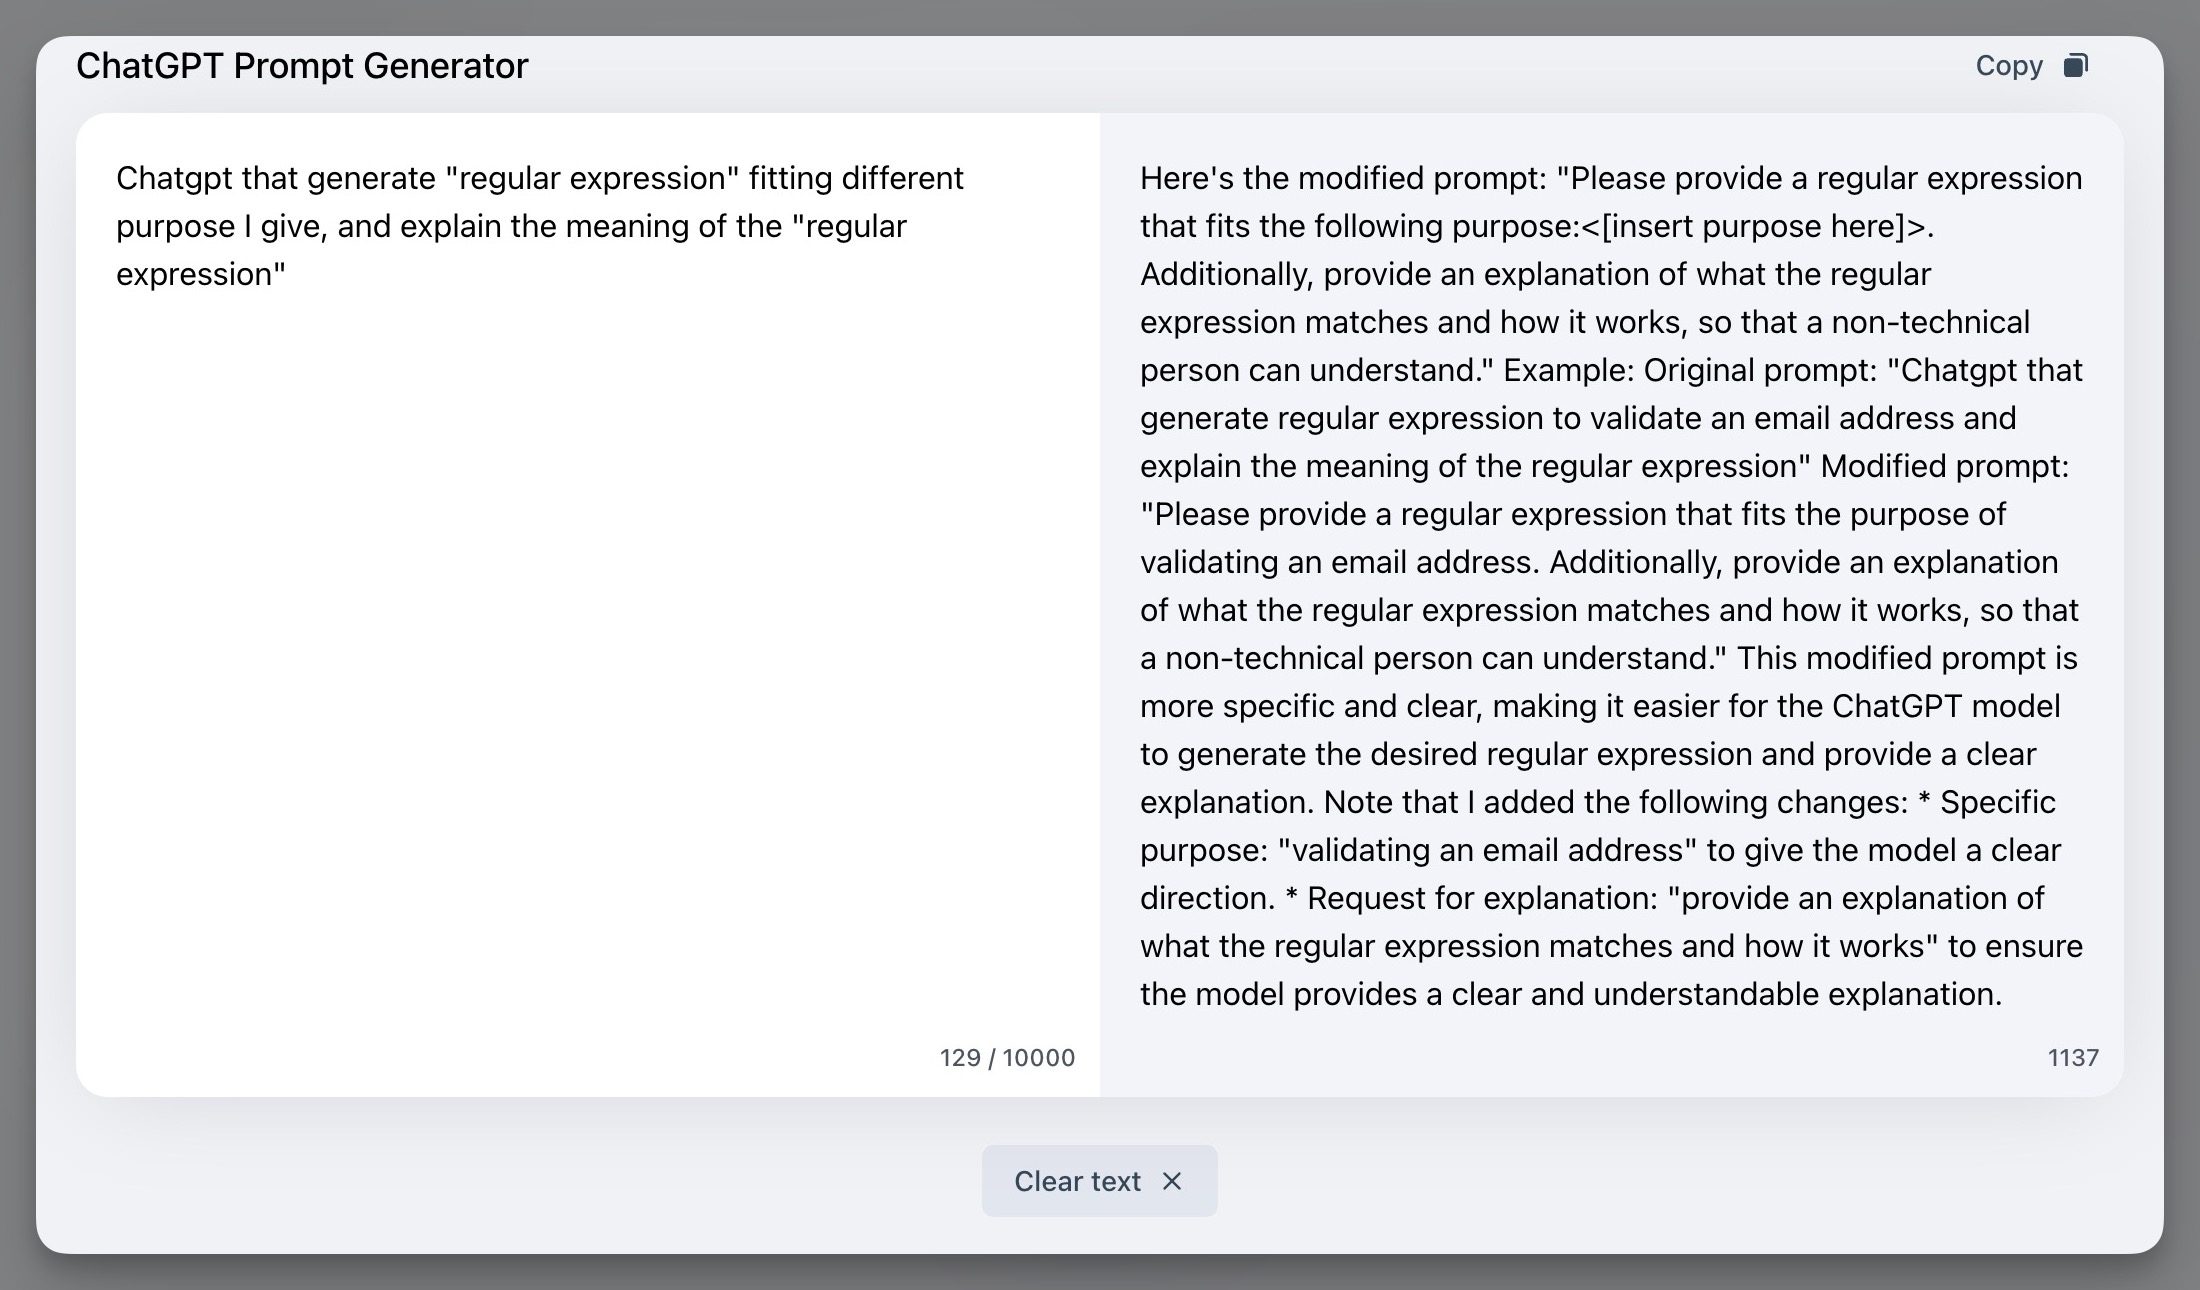 ChatGPT Prompt Generator
Copy
Chatgpt that generate "regular expression" fitting different
purpose I give, and explain the meaning of the "regular
expression"
129 / 10000
Here's the modified prompt: "Please provide a regular expression
that fits the following purpose:<[insert purpose here]>.
Additionally, provide an explanation of what the regular
expression matches and how it works, so that a non-technical
person can understand." Example: Original prompt: "Chatgpt that
generate regular expression to validate an email address and
explain the meaning of the regular expression" Modified prompt:
"Please provide a regular expression that fits the purpose of
validating an email address. Additionally, provide an explanation
of what the regular expression matches and how it works, so that
a non-technical person can understand." This modified prompt is
more specific and clear, making it easier for the ChatGPT model
to generate the desired regular expression and provide a clear
explanation. Note that I added the following changes: * Specific
purpose: "validating an email address" to give the model a clear
direction. * Request for explanation: "provide an explanation of
what the regular expression matches and how it works" to ensure
the model provides a clear and understandable explanation.
1137
Clear text